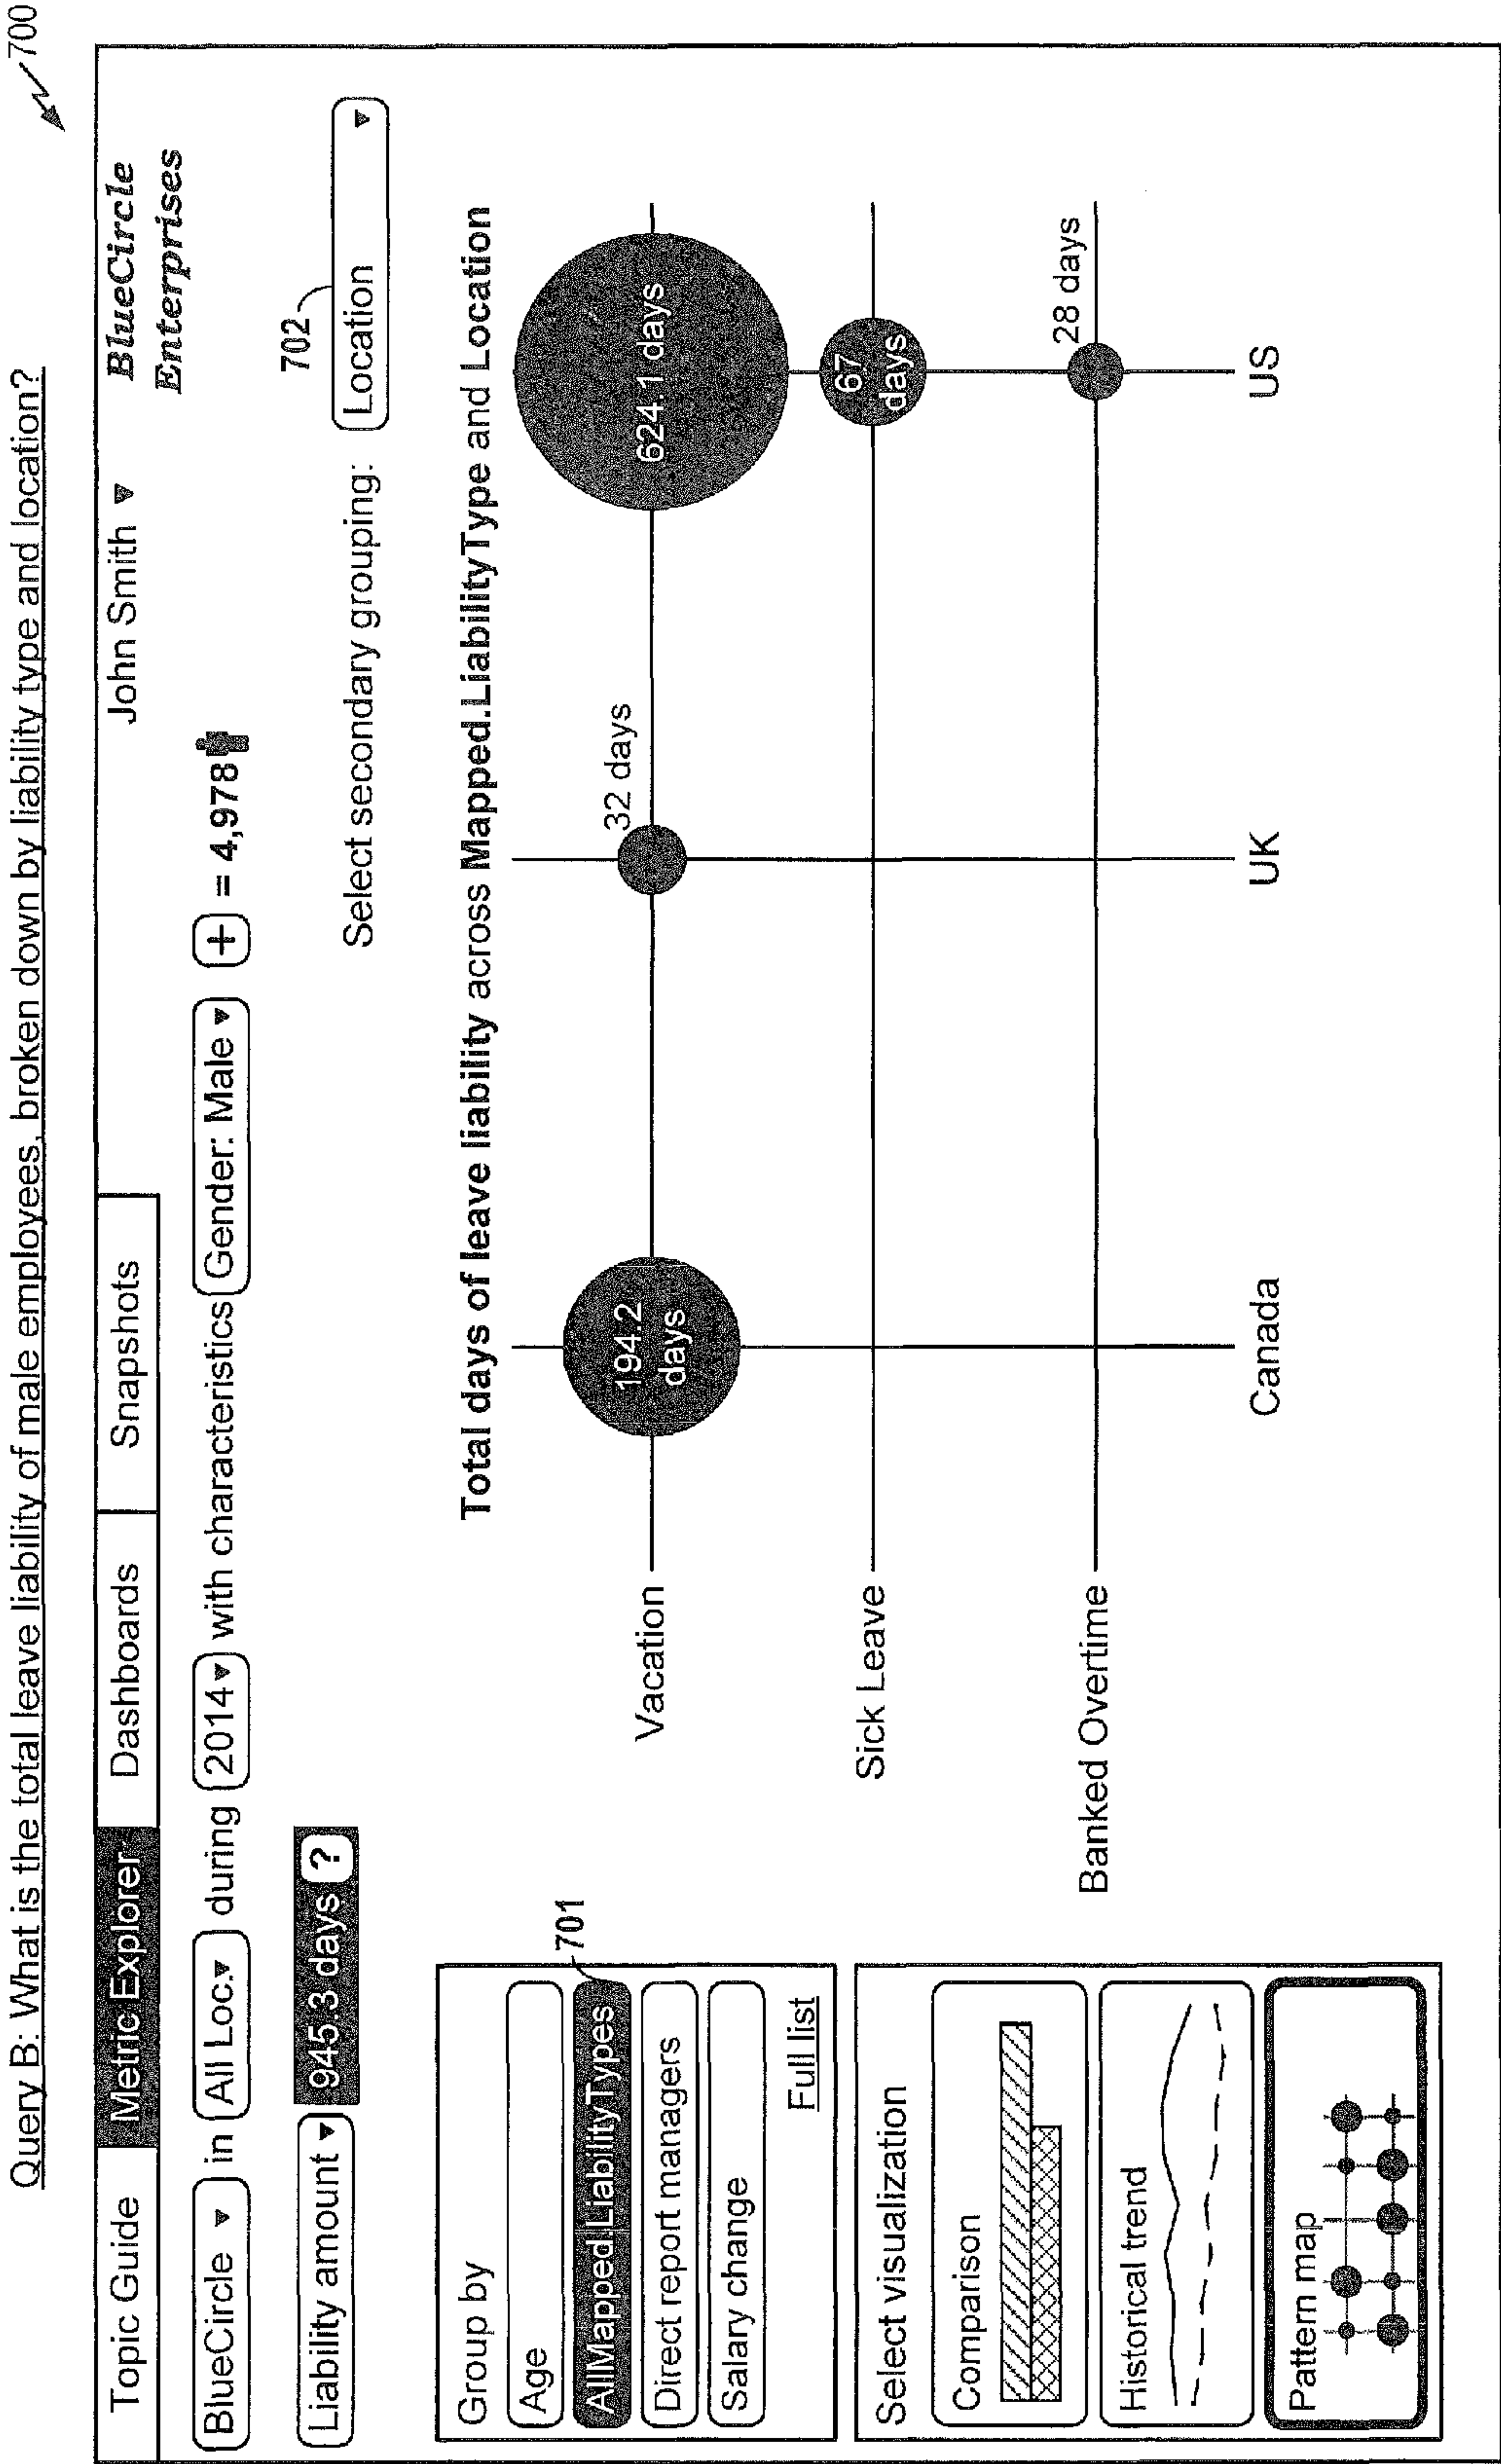 700
Query B: What is the total leave liability of male employees, broken down by liability type and location?
Topic Guide
Metric Explorer
Dashboards
Snapshots
John Smith
BlueCircle
Enterprises
BlueCircle in All Loc. during 2014 with characteristics Gender: Male + = 4,978
Liability amount 945.3 days ?
702
Select secondary grouping: Location
Group by
Age
AllMapped.LiabilityTypes
701
Direct report managers
Salary change
Full list
Select visualization
Comparison
Historical trend
Pattern map
Total days of leave liability across Mapped.LiabilityType and Location
Vacation
194.2
days
32 days
624.1 days
Sick Leave
67
days
Banked Overtime
28 days
Canada
UK
US